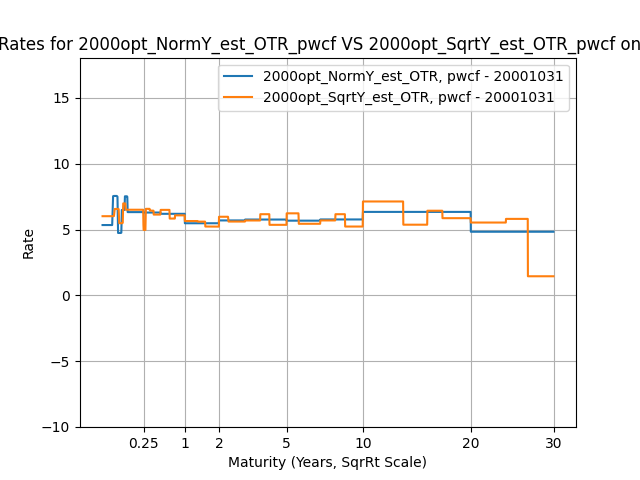 Rates for 2000opt_NormY_est_OTR_pwcf VS 2000opt_SqrtY_est_OTR_pwcf on
2000opt_NormY_est_OTR, pwcf - 20001031
2000opt_SqrtY_est_OTR, pwcf - 20001031
15
10
5
0
−5
−10
Rate
0.25 1 2 5 10 20 30
Maturity (Years, SqrRt Scale)